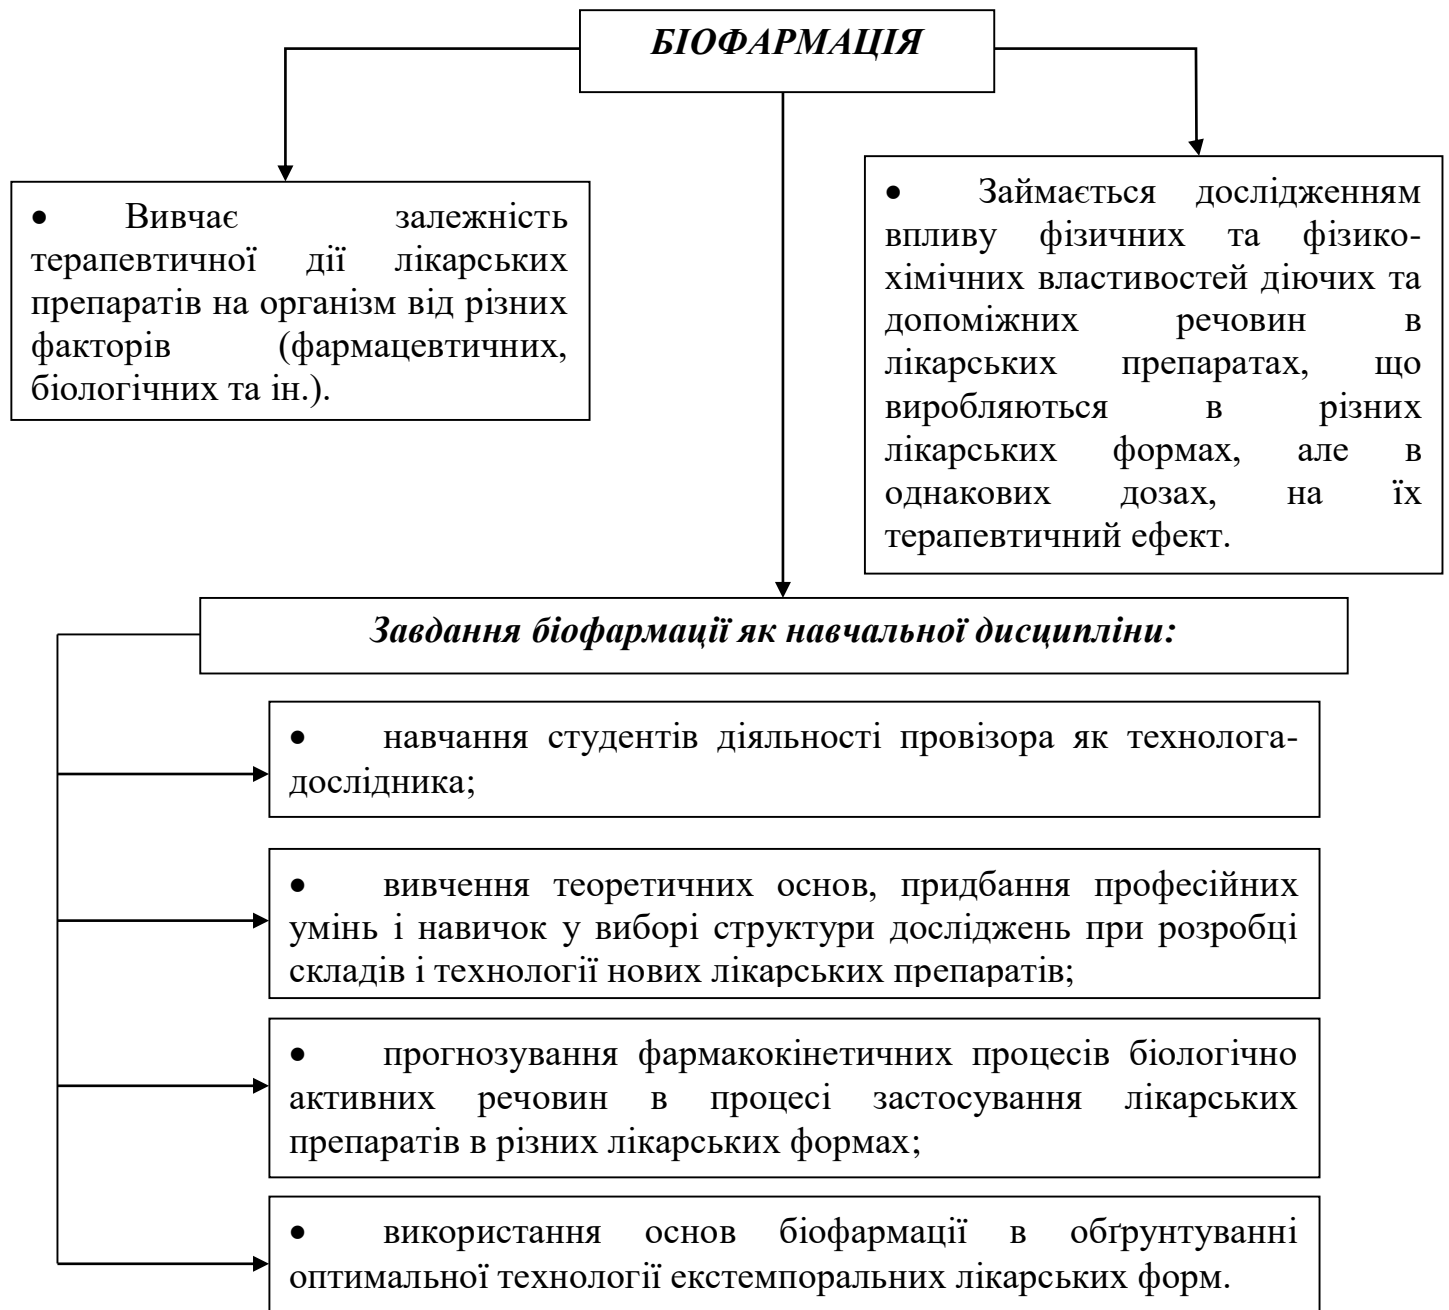 БІОФАРМАЦІЯ
• Вивчає залежність
терапевтичної дії лікарських
препаратів на організм від різних
факторів (фармацевтичних,
біологічних та ін.).
• Займається дослідженням
впливу фізичних та фізико-
хімічних властивостей діючих та
допоміжних речовин в
лікарських препаратах, що
виробляються в різних
лікарських формах, але в
однакових дозах, на їх
терапевтичний ефект.
Завдання біофармації як навчальної дисципліни:
• навчання студентів діяльності провізора як технолога-
дослідника;
• вивчення теоретичних основ, придбання професійних
умінь і навичок у виборі структури досліджень при розробці
складів і технології нових лікарських препаратів;
• прогнозування фармакокінетичних процесів біологічно
активних речовин в процесі застосування лікарських
препаратів в різних лікарських формах;
• використання основ біофармації в обґрунтуванні
оптимальної технології екстемпоральних лікарських форм.